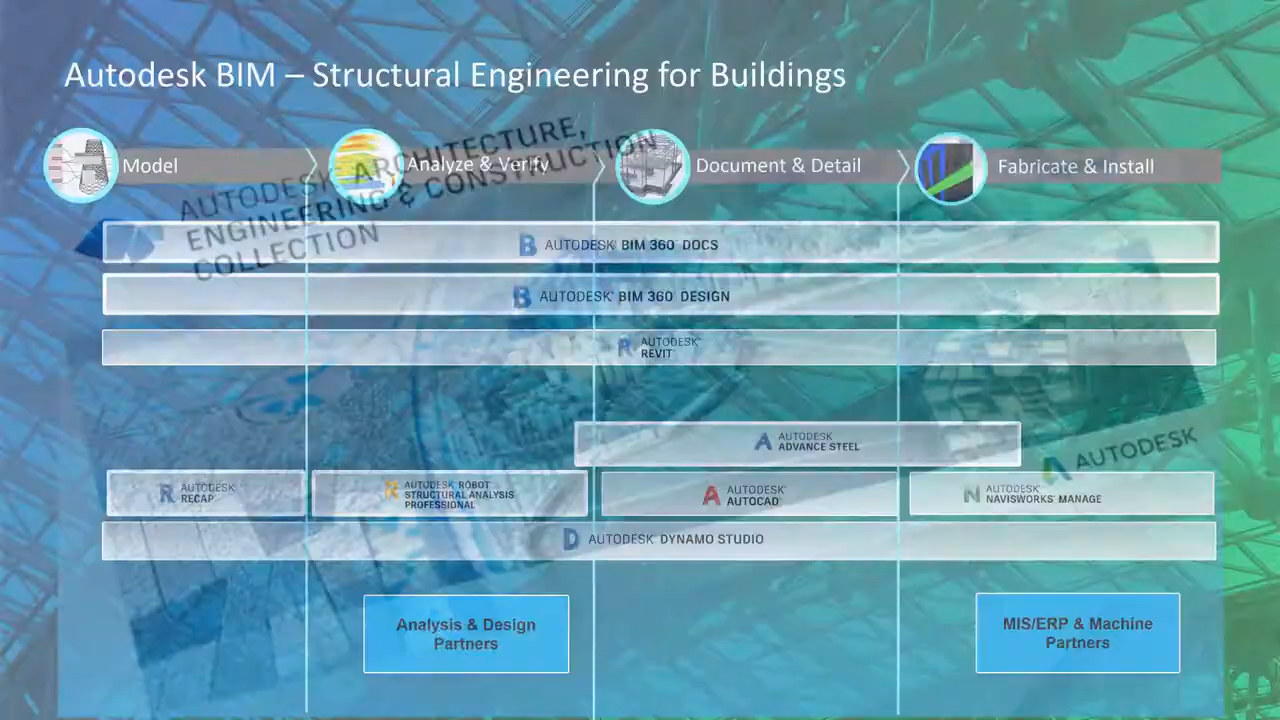 Autodesk BIM – Structural Engineering for Buildings
Model
Analyze & Verify
Document & Detail
Fabricate & Install
AUTODESK ARCHITECTURE,
ENGINEERING & CONSTRUCTION
COLLECTION
B AUTODESK® BIM 360® DOCS
B AUTODESK® BIM 360® DESIGN
R AUTODESK®
REVIT®
A AUTODESK®
ADVANCE STEEL
AUTODESK
R AUTODESK®
RECAP®
R AUTODESK® ROBOT™
STRUCTURAL ANALYSIS
PROFESSIONAL
A AUTODESK®
AUTOCAD®
N AUTODESK®
NAVISWORKS® MANAGE
D AUTODESK® DYNAMO STUDIO
Analysis & Design
Partners
MIS/ERP & Machine
Partners